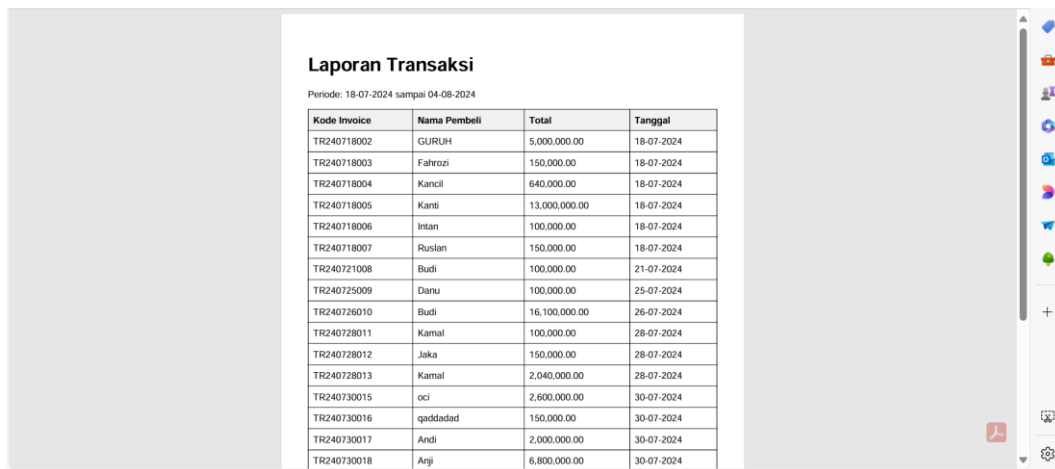 Laporan Transaksi
Periode: 18-07-2024 sampai 04-08-2024
Kode Invoice Nama Pembeli Total Tanggal
TR240718002 GURUH 5,000,000.00 18-07-2024
TR240718003 Fahrozi 150,000.00 18-07-2024
TR240718004 Kancil 640,000.00 18-07-2024
TR240718005 Kanti 13,000,000.00 18-07-2024
TR240718006 Intan 100,000.00 18-07-2024
TR240718007 Ruslan 150,000.00 18-07-2024
TR240721008 Budi 100,000.00 21-07-2024
TR240725009 Danu 100,000.00 25-07-2024
TR240726010 Budi 16,100,000.00 26-07-2024
TR240728011 Kamal 100,000.00 28-07-2024
TR240728012 Jaka 150,000.00 28-07-2024
TR240728013 Kamal 2,040,000.00 28-07-2024
TR240730015 oci 2,600,000.00 30-07-2024
TR240730016 qaddadad 150,000.00 30-07-2024
TR240730017 Andi 2,000,000.00 30-07-2024
TR240730018 Anji 6,800,000.00 30-07-2024